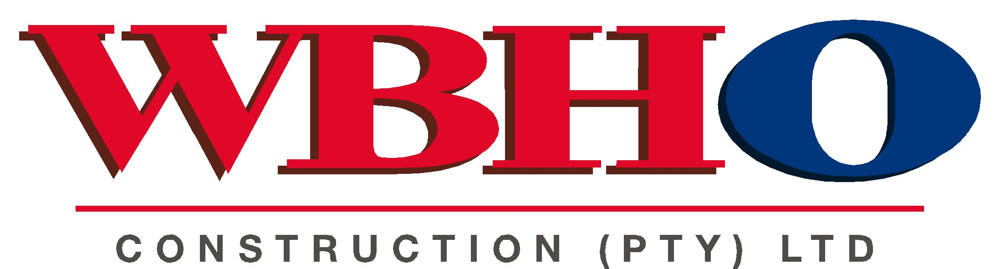 WBHO
CONSTRUCTION (PTY) LTD